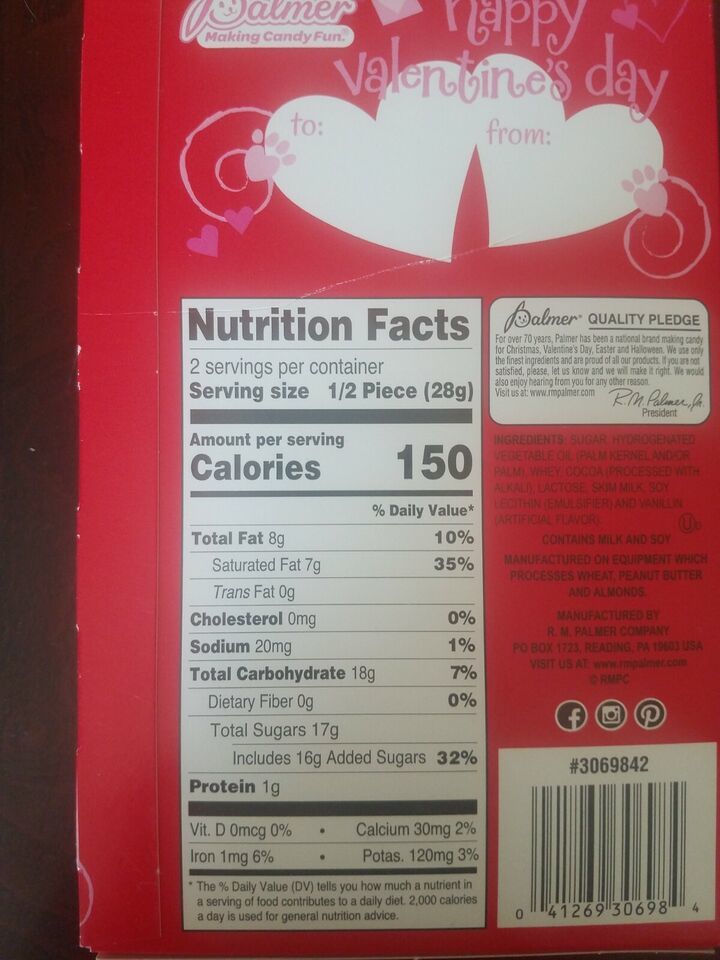 Palmer
Making Candy Fun.
happy
valentine's day
to:
from:
Nutrition Facts
2 servings per container
Serving size 1/2 Piece (28g)
Amount per serving
Calories 150
% Daily Value*
Total Fat 8g 10%
Saturated Fat 7g 35%
Trans Fat 0g
Cholesterol 0mg 0%
Sodium 20mg 1%
Total Carbohydrate 18g 7%
Dietary Fiber 0g 0%
Total Sugars 17g
Includes 16g Added Sugars 32%
Protein 1g
Vit. D 0mcg 0% • Calcium 30mg 2%
Iron 1mg 6% • Potas. 120mg 3%
* The % Daily Value (DV) tells you how much a nutrient in
a serving of food contributes to a daily diet. 2,000 calories
a day is used for general nutrition advice.
Palmer® QUALITY PLEDGE
For over 70 years, Palmer has been a national brand making candy
for Christmas, Valentine's Day, Easter and Halloween. We use only
the finest ingredients and are proud of all our products. If you are not
satisfied, please, let us know and we will make it right. We would
also enjoy hearing from you for any other reason.
Visit us at: www.rmpalmer.com
R.M. Palmer, Jr.
President
INGREDIENTS: SUGAR, HYDROGENATED
VEGETABLE OIL (PALM KERNEL AND/OR
PALM), WHEY, COCOA (PROCESSED WITH
ALKALI), LACTOSE, SKIM MILK, SOY
LECITHIN (EMULSIFIER) AND VANILLIN
(ARTIFICIAL FLAVOR).
CONTAINS MILK AND SOY
MANUFACTURED ON EQUIPMENT WHICH
PROCESSES WHEAT, PEANUT BUTTER
AND ALMONDS.
MANUFACTURED BY
R. M. PALMER COMPANY
PO BOX 1723, READING, PA 19603 USA
VISIT US AT: www.rmpalmer.com
© RMPC
#3069842
0 41269 30698 4